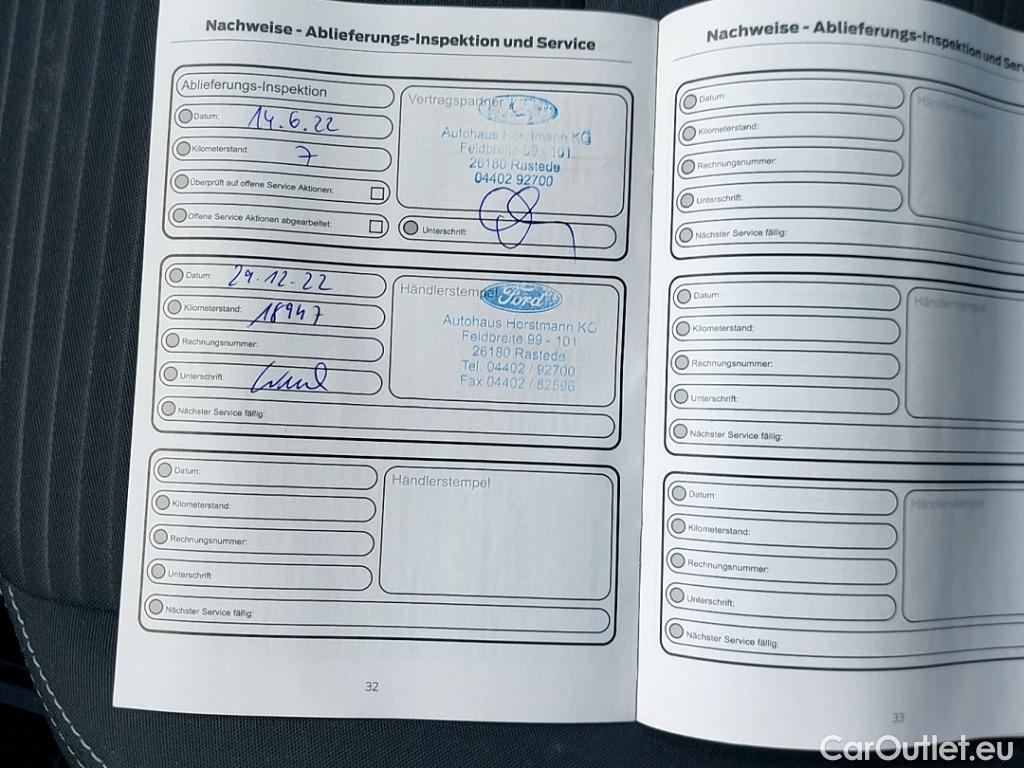 Nachweise - Ablieferungs-Inspektion und Service
Ablieferungs-Inspektion
Datum: 14.6.22
Kilometerstand: 7
Überprüft auf offene Service Aktionen:
Offene Service Aktionen abgearbeitet:
Vertragspartner
Autohaus Horstmann KG
Feldbreite 99 - 101
26180 Rastede
04402 92700
Unterschrift:
Datum: 29.12.22
Kilometerstand: 18947
Rechnungsnummer:
Unterschrift:
Nächster Service fällig:
Händlerstempel
Ford
Autohaus Horstmann KG
Feldbreite 99 - 101
26180 Rastede
Tel. 04402 / 92700
Fax 04402 / 82596
Datum:
Kilometerstand:
Rechnungsnummer:
Unterschrift:
Nächster Service fällig:
Händlerstempel
32
Nachweise - Ablieferungs-Inspektion und
Datum:
Kilometerstand:
Rechnungsnummer:
Unterschrift:
Nächster Service fällig:
Datum:
Kilometerstand:
Rechnungsnummer:
Unterschrift:
Nächster Service fällig:
Händlerstempel
Datum:
Kilometerstand:
Rechnungsnummer:
Unterschrift:
Nächster Service fällig:
Händlerstempel
33
CarOutlet.eu